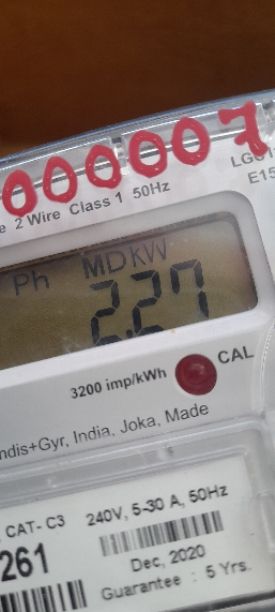 000007
LG
E15
e 2 Wire Class 1 50Hz
Ph MDKW
2.27
CAL
3200 imp/kWh
ndis+Gyr, India, Joka, Made
CAT- C3 240V, 5-30 A, 50Hz
261
Dec, 2020
Guarantee : 5 Yrs.